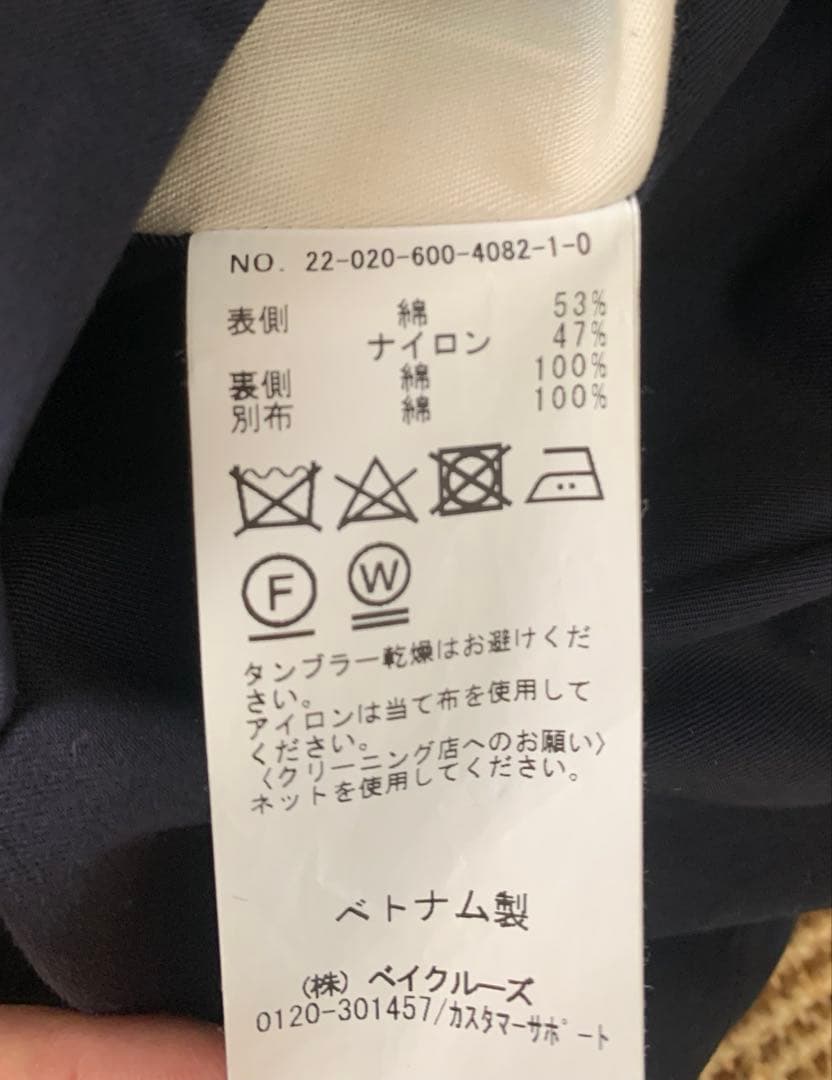 NO. 22-020-600-4082-1-0
表側 綿 53%
ナイロン 47%
裏側 綿 100%
別布 綿 100%
F W
タンブラー乾燥はお避けくだ
さい。
アイロンは当て布を使用して
ください。
〈クリーニング店へのお願い〉
ネットを使用してください。
ベトナム製
(株) ベイクルーズ
0120-301457/カスタマーサポート